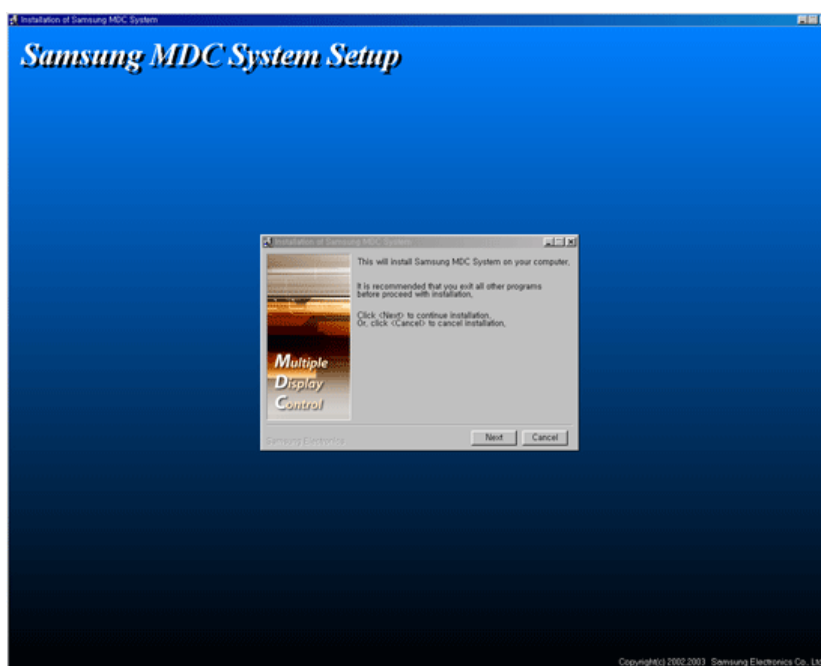 Installation of Samsung MDC System
Samsung MDC System Setup
Installation of Samsung MDC System
This will install Samsung MDC System on your computer,
It is recommended that you exit all other programs
before proceed with installation,
Click <Next> to continue installation,
Or, click <Cancel> to cancel installation,
Multiple
Display
Control
Samsung Electronics
Next
Cancel
Copyright(c) 2002,2003 Samsung Electronics Co., Lt